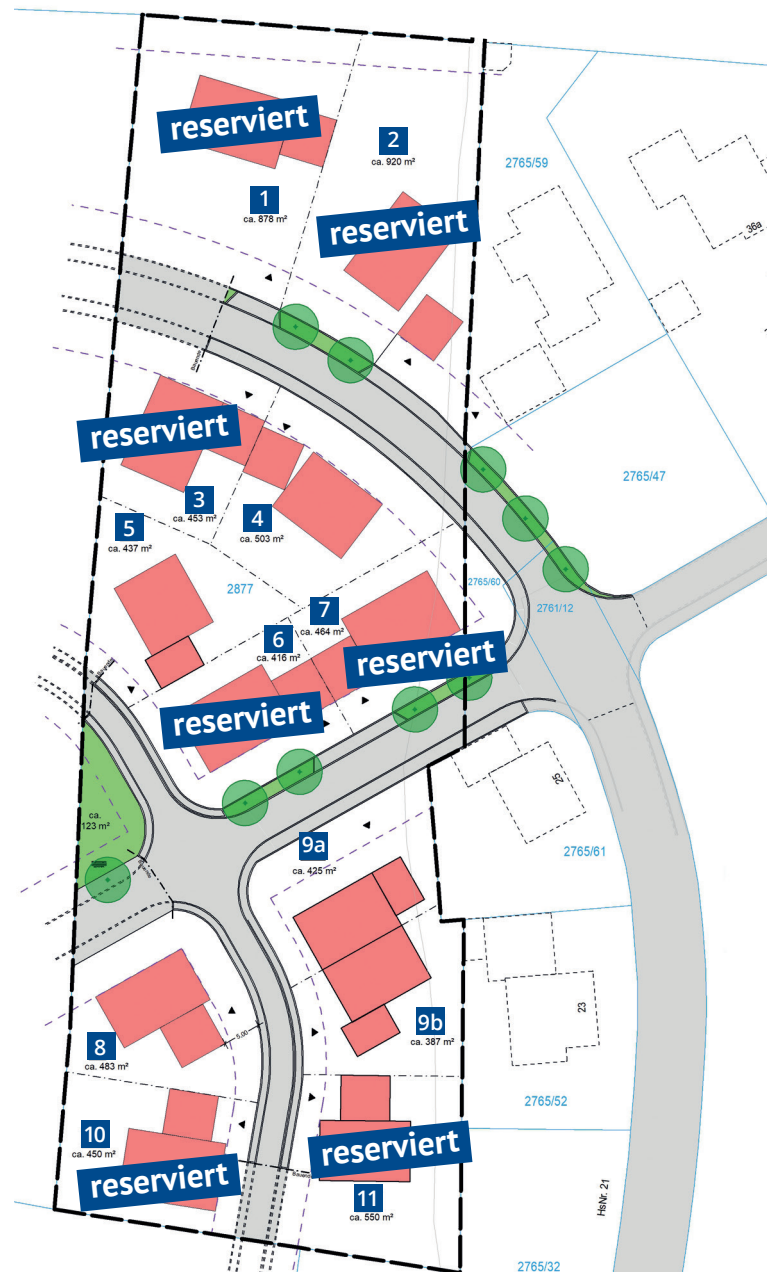 reserviert
2
ca. 920 m²
2765/59
36a
1
ca. 878 m²
reserviert
reserviert
2765/47
3
ca. 453 m²
4
ca. 503 m²
5
ca. 437 m²
2877
2765/60
2761/12
7
ca. 464 m²
6
ca. 416 m²
reserviert
reserviert
25
ca.
123 m²
9a
ca. 425 m²
2765/61
9b
ca. 387 m²
23
8
ca. 483 m²
5,00
2765/52
10
ca. 450 m²
reserviert
reserviert
11
ca. 550 m²
HsNr. 21
2765/32